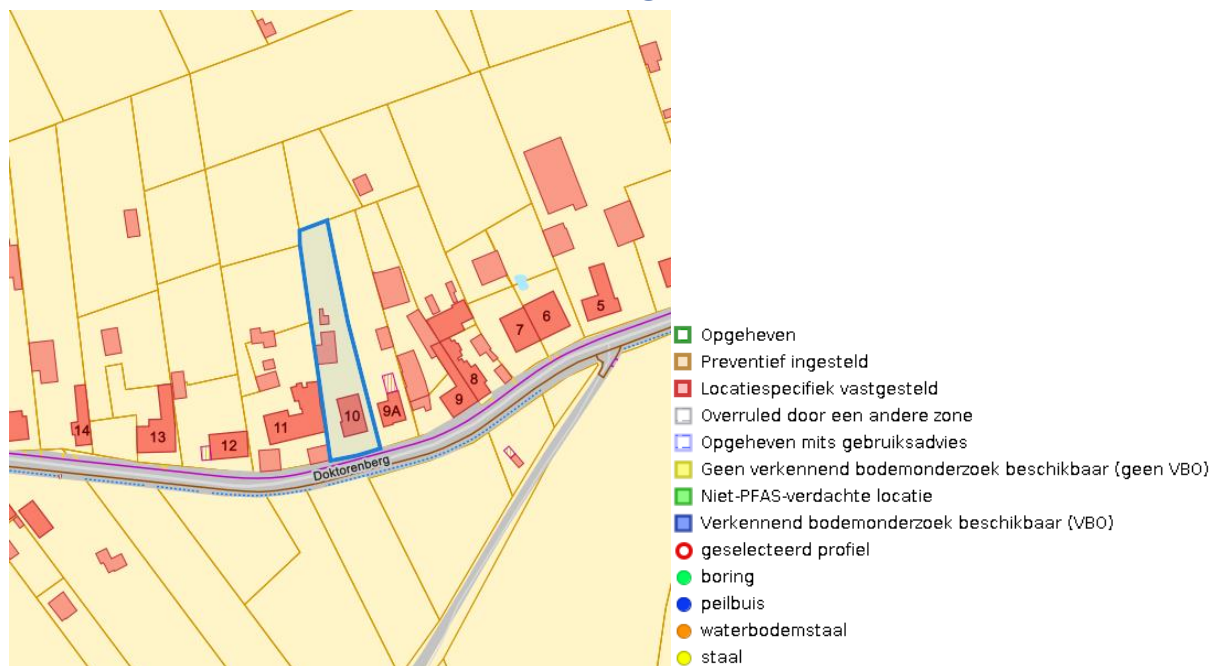 5
6
7
8
9
9A
10
11
12
13
14
Doktorenberg
Opgeheven
Preventief ingesteld
Locatiespecifiek vastgesteld
Overruled door een andere zone
Opgeheven mits gebruiksadvies
Geen verkennend bodemonderzoek beschikbaar (geen VBO)
Niet-PFAS-verdachte locatie
Verkennend bodemonderzoek beschikbaar (VBO)
geselecteerd profiel
boring
peilbuis
waterbodemstaal
staal